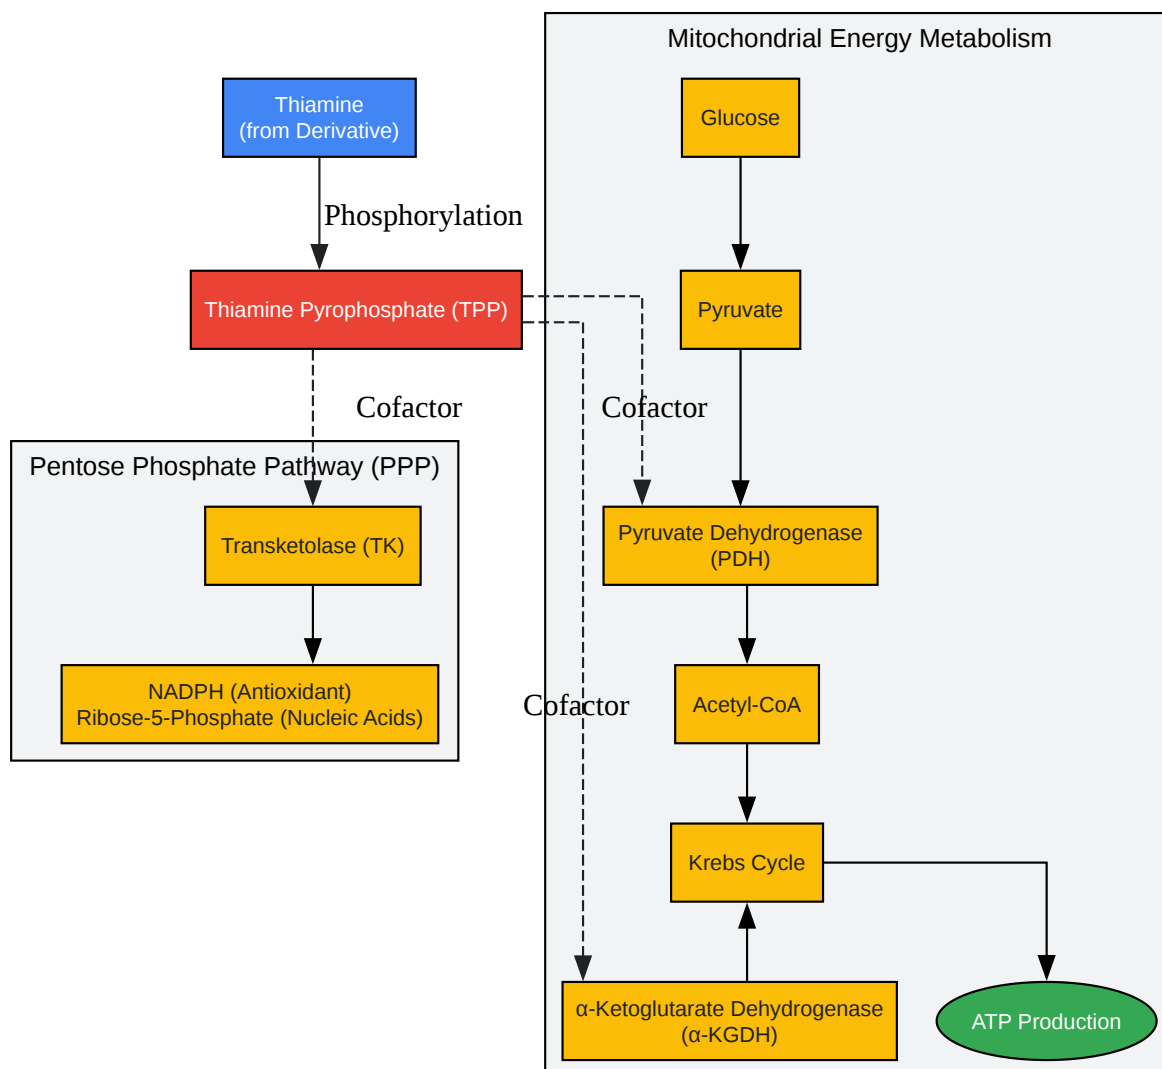 Mitochondrial Energy Metabolism
Thiamine
(from Derivative)
Glucose
Phosphorylation
Thiamine Pyrophosphate (TPP)
Pyruvate
Cofactor
Cofactor
Pentose Phosphate Pathway (PPP)
Transketolase (TK)
Pyruvate Dehydrogenase
(PDH)
NADPH (Antioxidant)
Ribose-5-Phosphate (Nucleic Acids)
Cofactor
Acetyl-CoA
Krebs Cycle
α-Ketoglutarate Dehydrogenase
(α-KGDH)
ATP Production